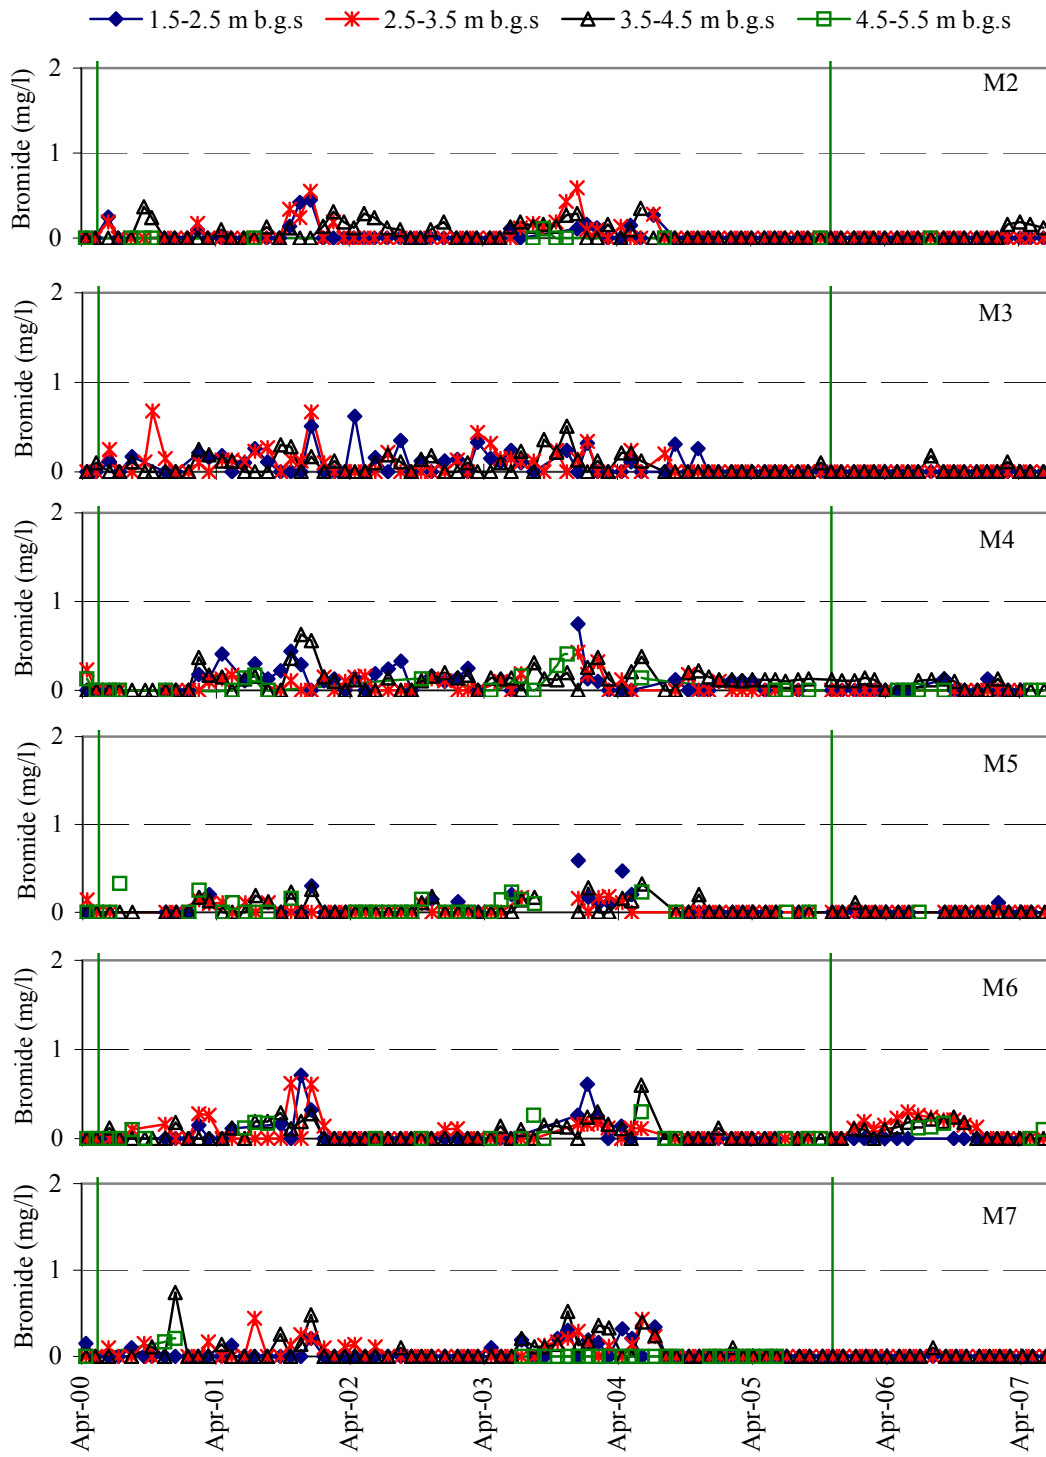 1.5-2.5 m b.g.s 2.5-3.5 m b.g.s 3.5-4.5 m b.g.s 4.5-5.5 m b.g.s
2
M2
Bromide (mg/l)
1
0
2
M3
Bromide (mg/l)
1
0
2
M4
Bromide (mg/l)
1
0
2
M5
Bromide (mg/l)
1
0
2
M6
Bromide (mg/l)
1
0
2
M7
Bromide (mg/l)
1
0
Apr-00 Apr-01 Apr-02 Apr-03 Apr-04 Apr-05 Apr-06 Apr-07